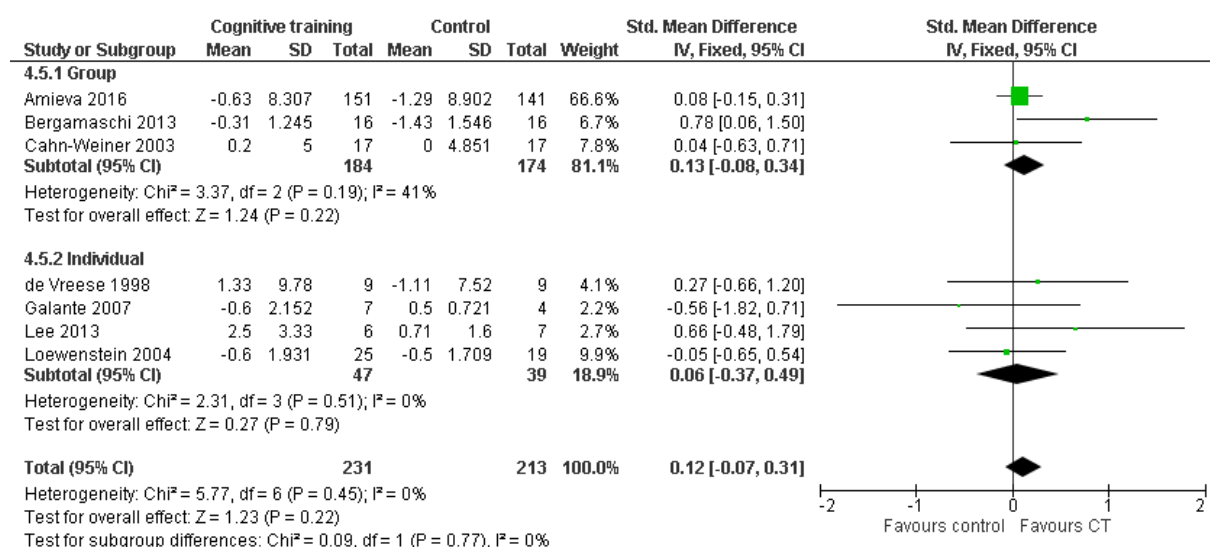 Cognitive training Control Std. Mean Difference Std. Mean Difference
Study or Subgroup Mean SD Total Mean SD Total Weight IV, Fixed, 95% CI IV, Fixed, 95% CI
4.5.1 Group
Amieva 2016 -0.63 8.307 151 -1.29 8.902 141 66.6% 0.08 [-0.15, 0.31]
Bergamaschi 2013 -0.31 1.245 16 -1.43 1.546 16 6.7% 0.78 [0.06, 1.50]
Cahn-Weiner 2003 0.2 5 17 0 4.851 17 7.8% 0.04 [-0.63, 0.71]
Subtotal (95% CI) 184 174 81.1% 0.13 [-0.08, 0.34]
Heterogeneity: Chi² = 3.37, df = 2 (P = 0.19); I² = 41%
Test for overall effect: Z = 1.24 (P = 0.22)
4.5.2 Individual
de Vreese 1998 1.33 9.78 9 -1.11 7.52 9 4.1% 0.27 [-0.66, 1.20]
Galante 2007 -0.6 2.152 7 0.5 0.721 4 2.2% -0.56 [-1.82, 0.71]
Lee 2013 2.5 3.33 6 0.71 1.6 7 2.7% 0.66 [-0.48, 1.79]
Loewenstein 2004 -0.6 1.931 25 -0.5 1.709 19 9.9% -0.05 [-0.65, 0.54]
Subtotal (95% CI) 47 39 18.9% 0.06 [-0.37, 0.49]
Heterogeneity: Chi² = 2.31, df = 3 (P = 0.51); I² = 0%
Test for overall effect: Z = 0.27 (P = 0.79)
Total (95% CI) 231 213 100.0% 0.12 [-0.07, 0.31]
Heterogeneity: Chi² = 5.77, df = 6 (P = 0.45); I² = 0%
Test for overall effect: Z = 1.23 (P = 0.22)
Test for subgroup differences: Chi² = 0.09, df = 1 (P = 0.77), I² = 0%
-2 -1 0 1 2
Favours control Favours CT